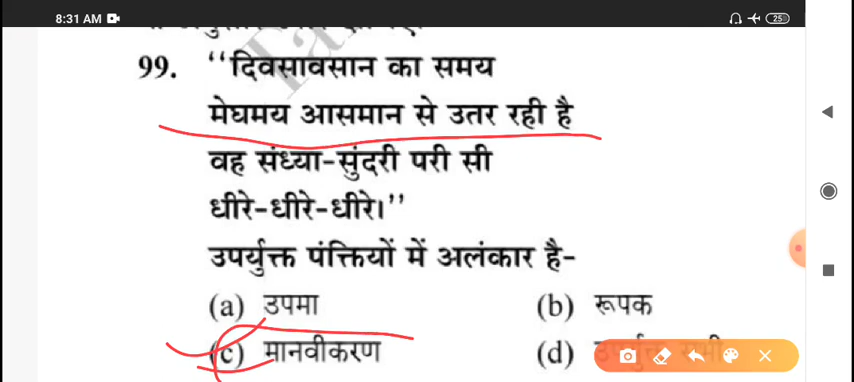 8:31 AM
25
99. ‘‘दिवसावसान का समय
मेघमय आसमान से उतर रही है
वह संध्या-सुंदरी परी सी
धीरे-धीरे-धीरे।’’
उपर्युक्त पंक्तियों में अलंकार है-
(a) उपमा (b) रूपक
(c) मानवीकरण (d)